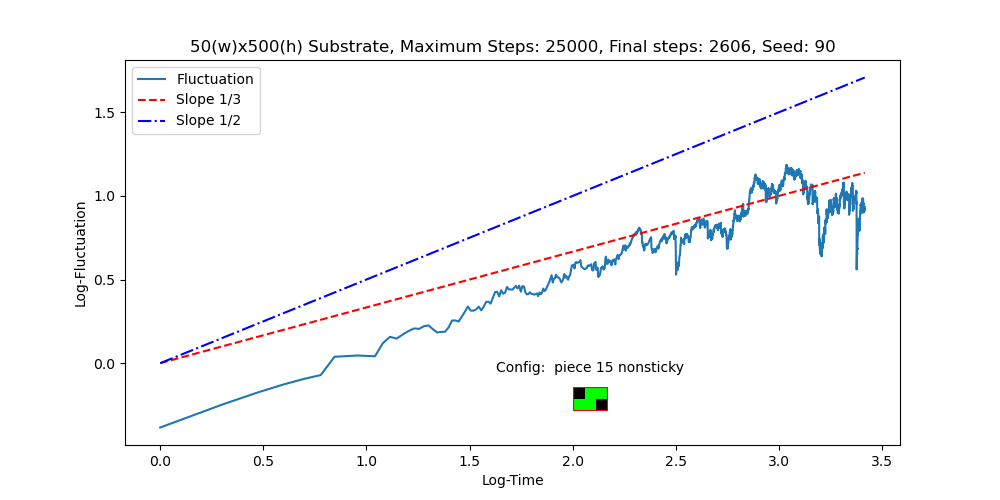 50(w)x500(h) Substrate, Maximum Steps: 25000, Final steps: 2606, Seed: 90
Fluctuation
Slope 1/3
Slope 1/2
1.5
1.0
0.5
0.0
Log-Fluctuation
Config:  piece 15 nonsticky
0.0 0.5 1.0 1.5 2.0 2.5 3.0 3.5
Log-Time